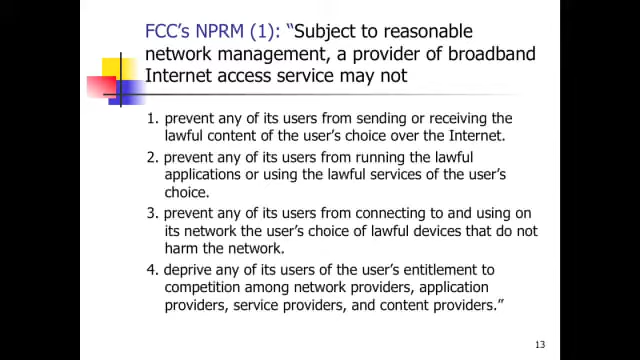 FCC's NPRM (1): "Subject to reasonable
network management, a provider of broadband
Internet access service may not
1. prevent any of its users from sending or receiving the
lawful content of the user's choice over the Internet.
2. prevent any of its users from running the lawful
applications or using the lawful services of the user's
choice.
3. prevent any of its users from connecting to and using on
its network the user's choice of lawful devices that do not
harm the network.
4. deprive any of its users of the user's entitlement to
competition among network providers, application
providers, service providers, and content providers."
13